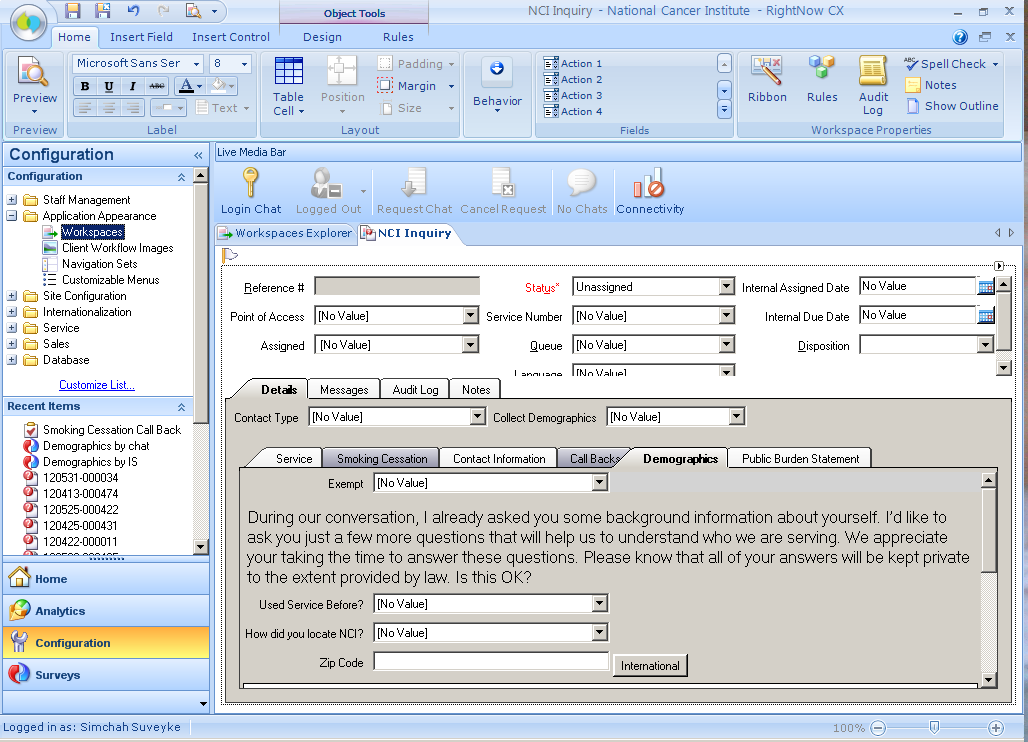 Object Tools
NCI Inquiry - National Cancer Institute - RightNow CX
Home Insert Field Insert Control Design Rules
Microsoft Sans Ser 8 Padding Action 1 Spell Check
Preview B U I ABC A Table Cell Position Margin Behavior Action 2 Ribbon Rules Audit Log Notes
Text Size Action 3 Show Outline
Action 4
Preview Label Layout Fields Workspace Properties
Configuration
Live Media Bar
Configuration
Login Chat Logged Out Request Chat Cancel Request No Chats Connectivity
Staff Management
Application Appearance
Workspaces
Client Workflow Images
Navigation Sets
Customizable Menus
Site Configuration
Internationalization
Service
Sales
Database
Customize List...
Recent Items
Smoking Cessation Call Back
Demographics by chat
Demographics by IS
120531-000034
120413-000474
120525-000422
120425-000431
120422-000011
Home
Analytics
Configuration
Surveys
Workspaces Explorer NCI Inquiry
Reference # Status* Unassigned Internal Assigned Date No Value
Point of Access [No Value] Service Number [No Value] Internal Due Date No Value
Assigned [No Value] Queue [No Value] Disposition
Language [No Value]
Details Messages Audit Log Notes
Contact Type [No Value] Collect Demographics [No Value]
Service Smoking Cessation Contact Information Call Backs Demographics Public Burden Statement
Exempt [No Value]
During our conversation, I already asked you some background information about yourself. I'd like to
ask you just a few more questions that will help us to understand who we are serving. We appreciate
your taking the time to answer these questions. Please know that all of your answers will be kept private
to the extent provided by law. Is this OK?
Used Service Before? [No Value]
How did you locate NCI? [No Value]
Zip Code International
Logged in as: Simchah Suveyke 100%